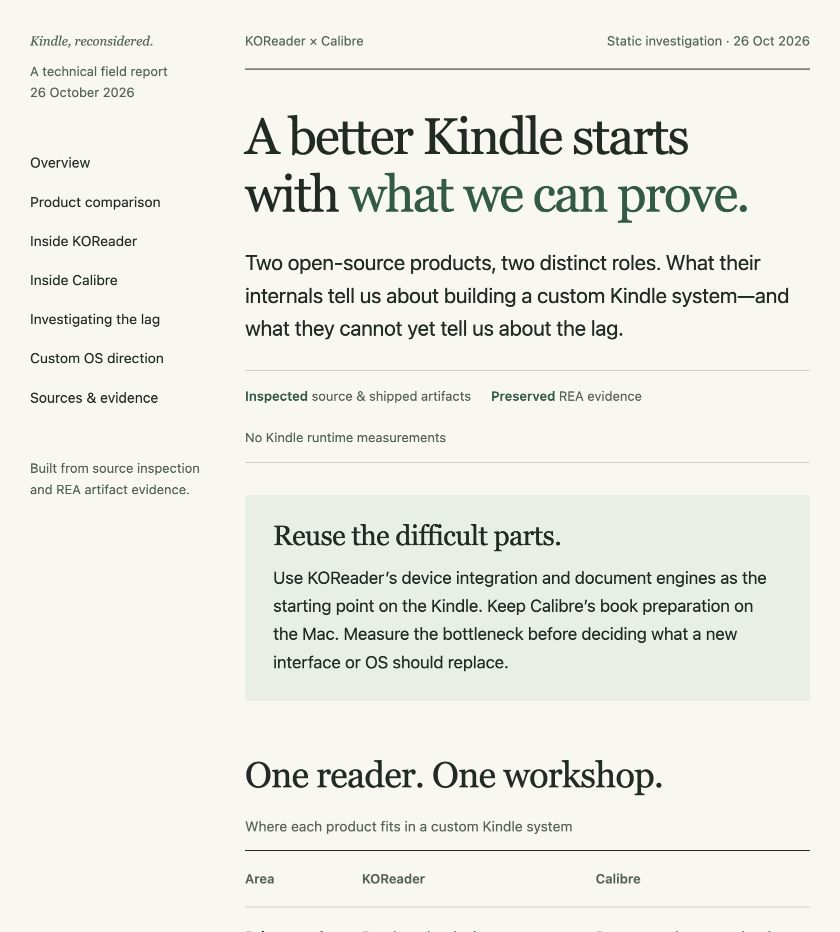 Kindle, reconsidered.
A technical field report
26 October 2026
Overview
Product comparison
Inside KOReader
Inside Calibre
Investigating the lag
Custom OS direction
Sources & evidence
Built from source inspection
and REA artifact evidence.
KOReader × Calibre
Static investigation · 26 Oct 2026
A better Kindle starts
with what we can prove.
Two open-source products, two distinct roles. What their
internals tell us about building a custom Kindle system—and
what they cannot yet tell us about the lag.
Inspected source & shipped artifacts
Preserved REA evidence
No Kindle runtime measurements
Reuse the difficult parts.
Use KOReader’s device integration and document engines as the
starting point on the Kindle. Keep Calibre’s book preparation on
the Mac. Measure the bottleneck before deciding what a new
interface or OS should replace.
One reader. One workshop.
Where each product fits in a custom Kindle system
Area
KOReader
Calibre